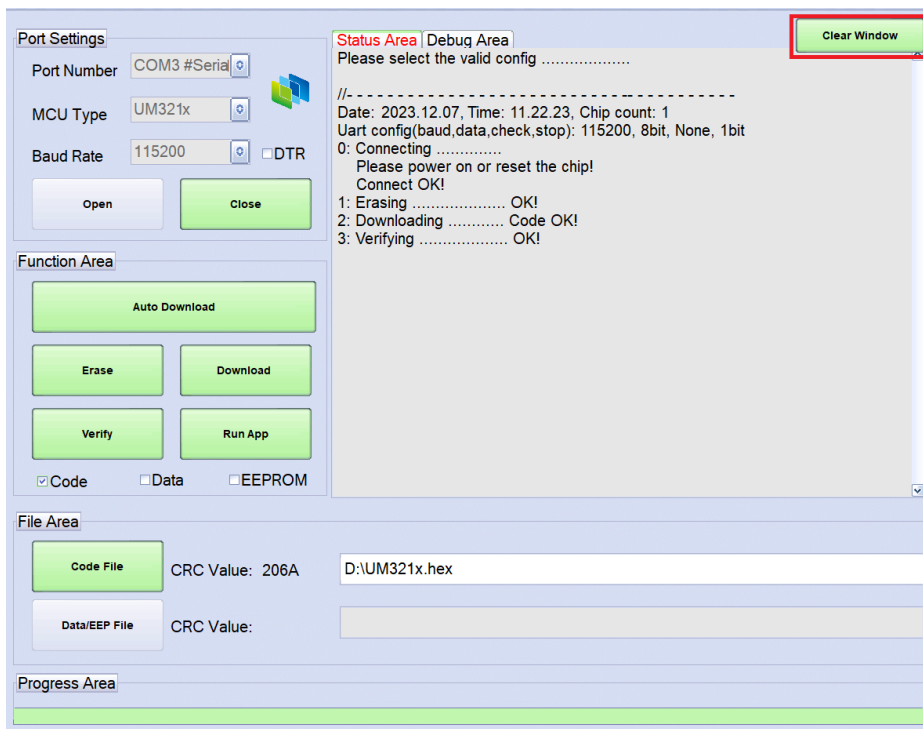 Port Settings
Port Number COM3 #Serial
MCU Type UM321x
Baud Rate 115200 DTR
Open Close
Function Area
Auto Download
Erase Download
Verify Run App
Code Data EEPROM
Status Area Debug Area
Clear Window
Please select the valid config ...................
//- - - - - - - - - - - - - - - - - - - - - - - - - - - - -- - - - - - - - - - -
Date: 2023.12.07, Time: 11.22.23, Chip count: 1
Uart config(baud,data,check,stop): 115200, 8bit, None, 1bit
0: Connecting ..............
Please power on or reset the chip!
Connect OK!
1: Erasing .................... OK!
2: Downloading ............ Code OK!
3: Verifying ................... OK!
File Area
Code File CRC Value: 206A D:\UM321x.hex
Data/EEP File CRC Value:
Progress Area